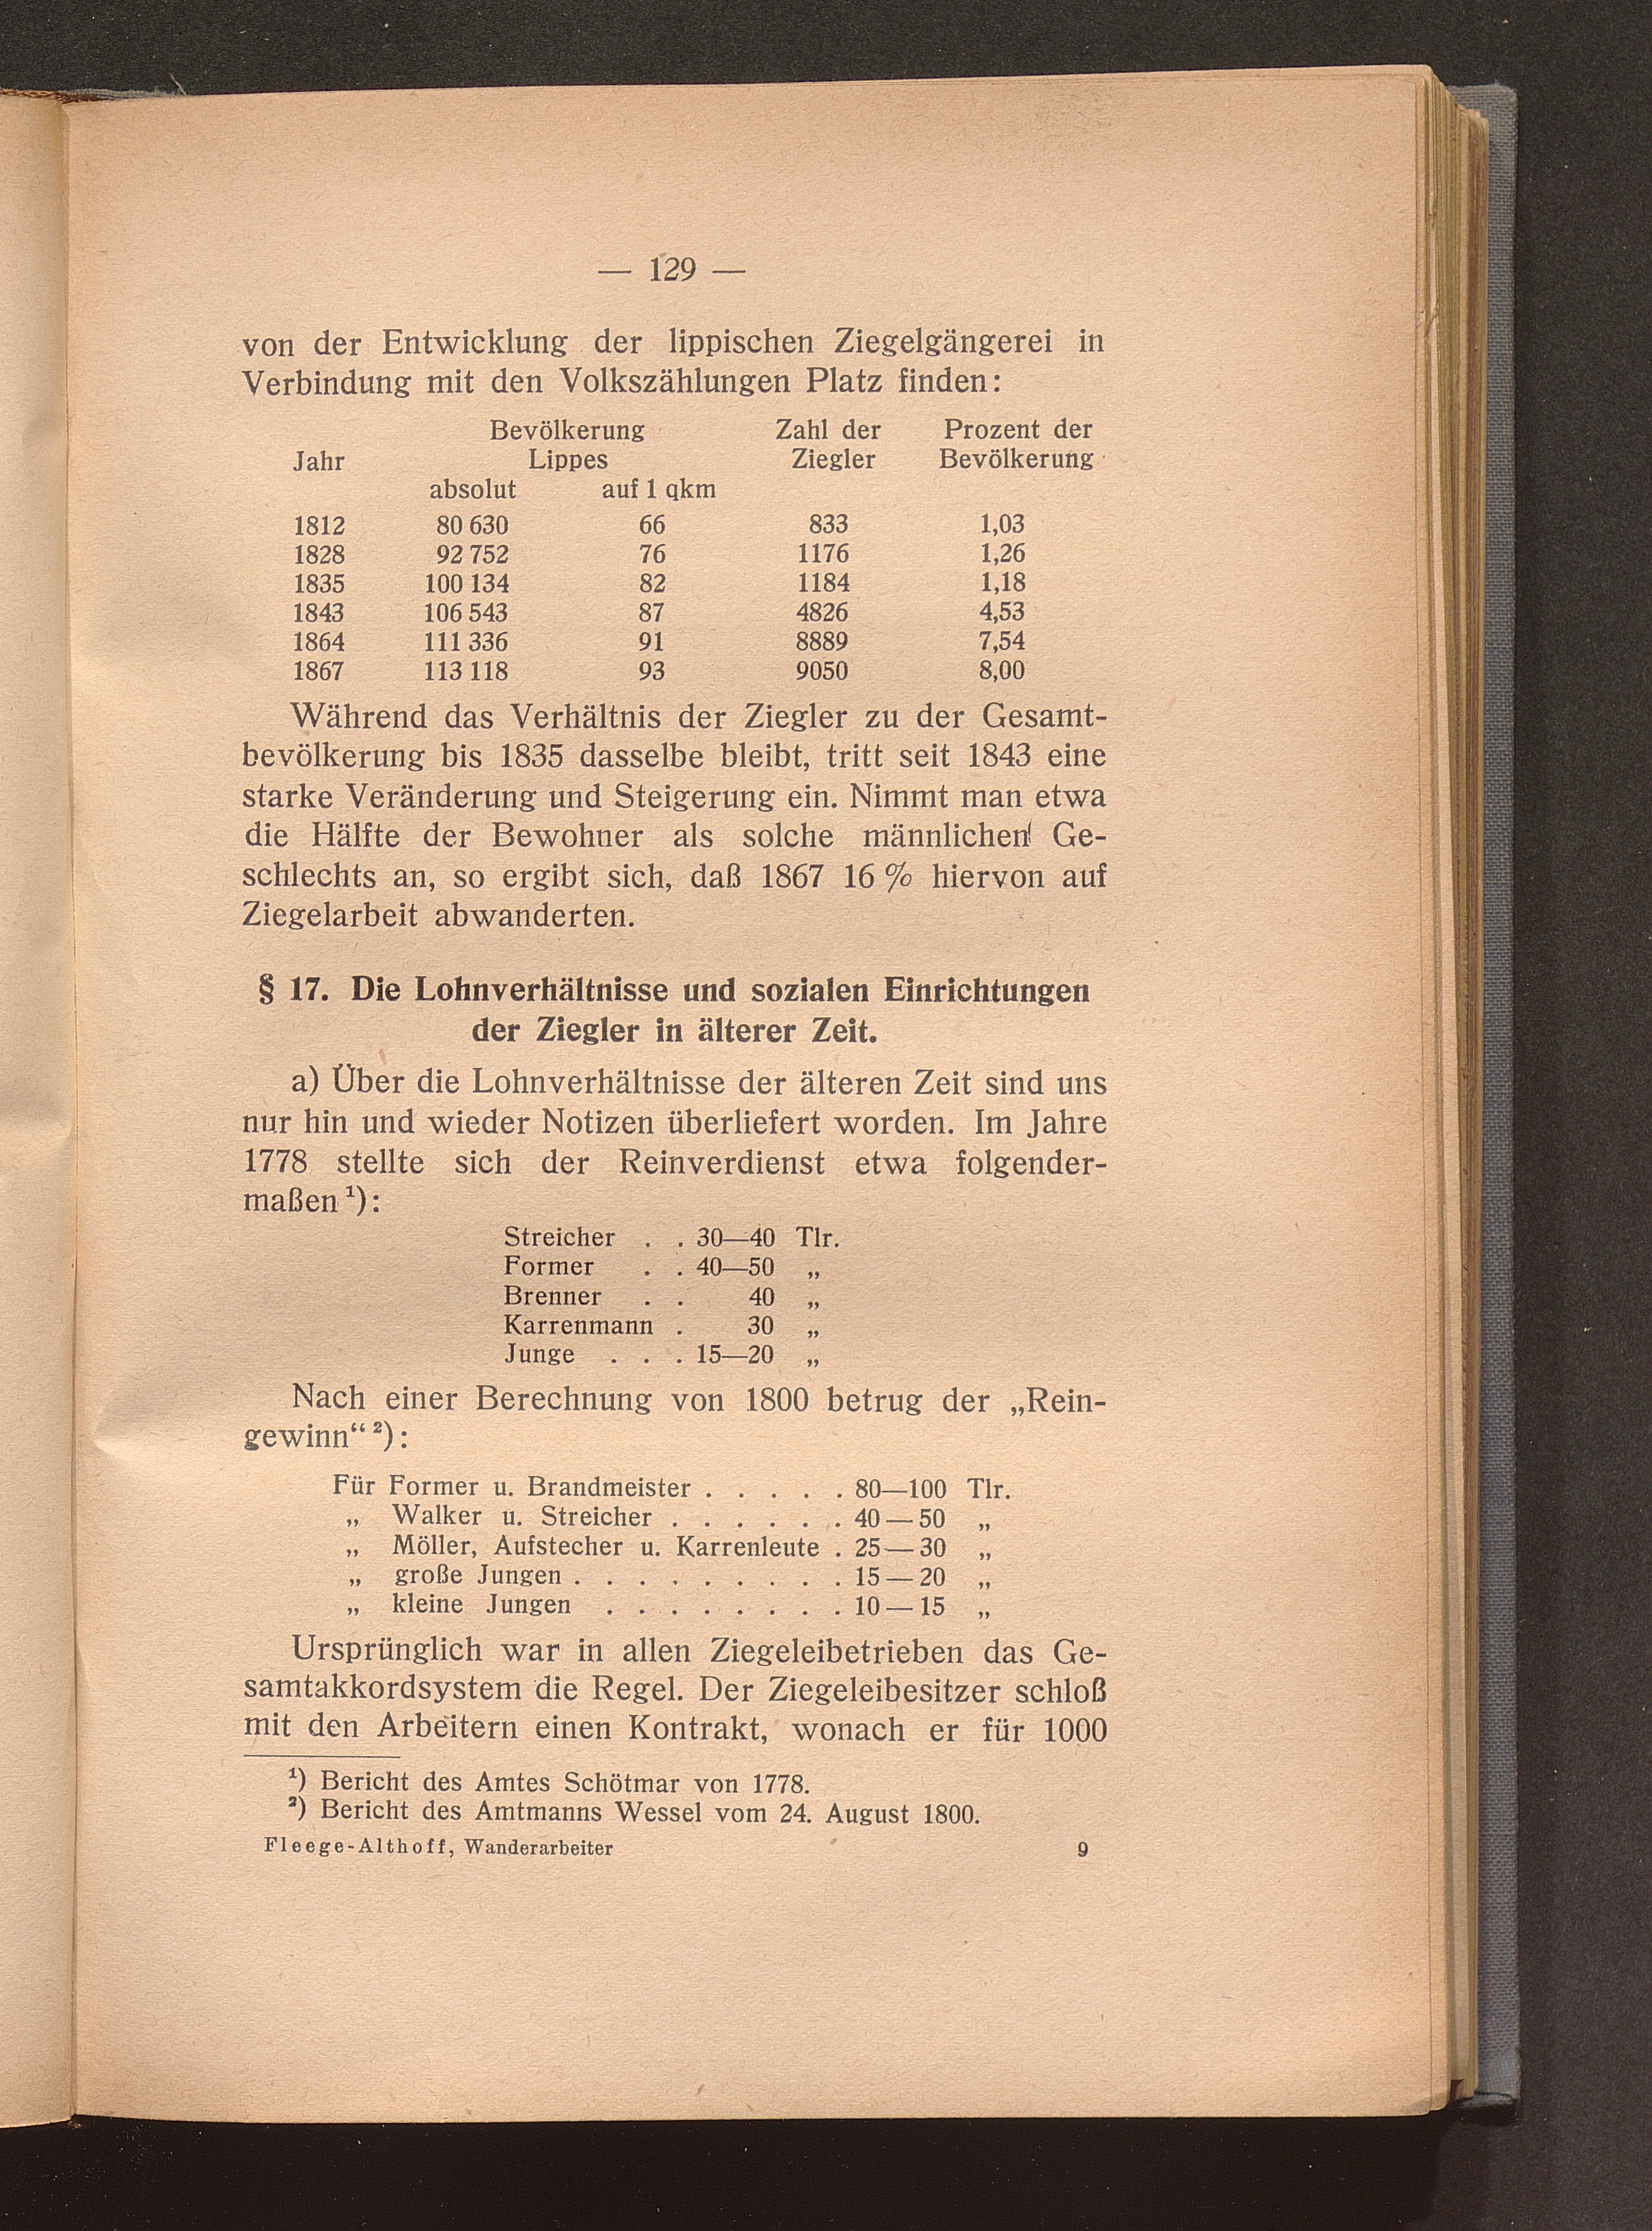 — 129 —
von der Entwicklung der lippischen Ziegelgängerei in
Verbindung mit den Volkszählungen Platz finden:
Bevölkerung Zahl der Prozent der
Jahr Lippes Ziegler Bevölkerung
absolut auf 1 qkm
1812 80 630 66 833 1,03
1828 92 752 76 1176 1,26
1835 100 134 82 1184 1,18
1843 106 543 87 4826 4,53
1864 111 336 91 8889 7,54
1867 113 118 93 9050 8,00
Während das Verhältnis der Ziegler zu der Gesamt-
bevölkerung bis 1835 dasselbe bleibt, tritt seit 1843 eine
starke Veränderung und Steigerung ein. Nimmt man etwa
die Hälfte der Bewohner als solche männlichen Ge-
schlechts an, so ergibt sich, daß 1867 16 % hiervon auf
Ziegelarbeit abwanderten.
§ 17. Die Lohnverhältnisse und sozialen Einrichtungen
der Ziegler in älterer Zeit.
a) Über die Lohnverhältnisse der älteren Zeit sind uns
nur hin und wieder Notizen überliefert worden. Im Jahre
1778 stellte sich der Reinverdienst etwa folgender-
maßen ¹):
Streicher . . 30—40 Tlr.
Former . . 40—50 „
Brenner . . 40 „
Karrenmann . 30 „
Junge . . . 15—20 „
Nach einer Berechnung von 1800 betrug der „Rein-
gewinn“ ²):
Für Former u. Brandmeister . . . . . 80—100 Tlr.
„ Walker u. Streicher . . . . . . 40—50 „
„ Möller, Aufstecher u. Karrenleute . 25—30 „
„ große Jungen . . . . . . . . . 15—20 „
„ kleine Jungen . . . . . . . . 10—15 „
Ursprünglich war in allen Ziegeleibetrieben das Ge-
samtakkordsystem die Regel. Der Ziegeleibesitzer schloß
mit den Arbeitern einen Kontrakt, wonach er für 1000
¹) Bericht des Amtes Schötmar von 1778.
²) Bericht des Amtmanns Wessel vom 24. August 1800.
Fleege-Althoff, Wanderarbeiter 9